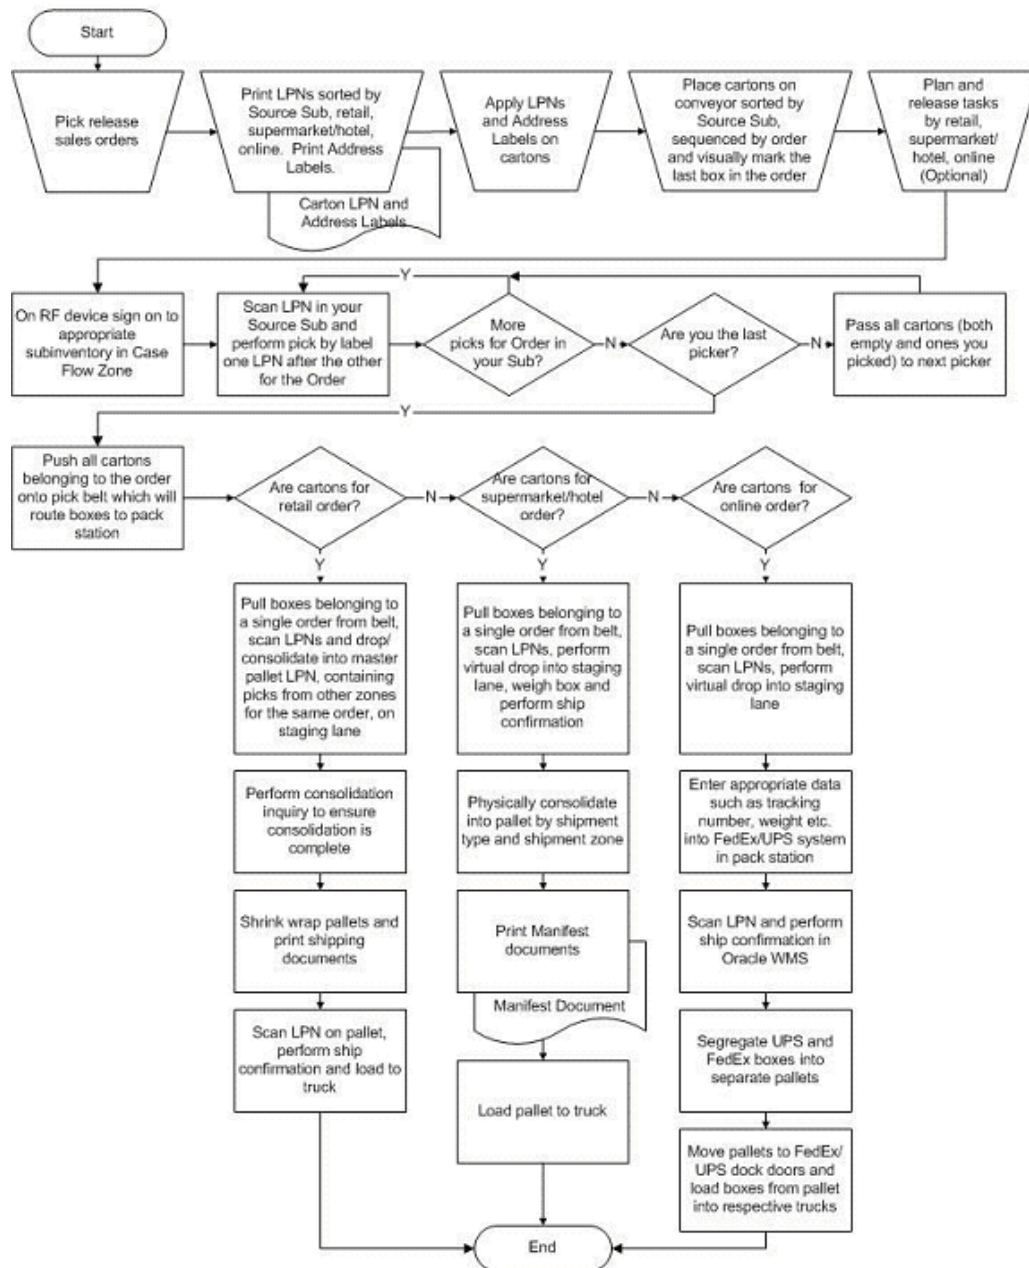 Start
Pick release
sales orders
Print LPNs sorted by
Source Sub, retail,
supermarket/hotel,
online. Print Address
Labels.
Carton LPN and
Address Labels
Apply LPNs
and Address
Labels on
cartons
Place cartons on
conveyor sorted by
Source Sub,
sequenced by order
and visually mark the
last box in the order
Plan and
release tasks
by retail,
supermarket/
hotel, online
(Optional)
On RF device sign on to
appropriate
subinventory in Case
Flow Zone
Scan LPN in your
Source Sub and
perform pick by label
one LPN after the other
for the Order
Y
More
picks for Order in
your Sub?
N
Are you the last
picker?
N
Pass all cartons (both
empty and ones you
picked) to next picker
Y
Push all cartons
belonging to the order
onto pick belt which will
route boxes to pack
station
Are cartons for
retail order?
N
Are cartons for
supermarket/hotel
order?
N
Are cartons for
online order?
Y
Y
Y
Pull boxes belonging to
a single order from belt,
scan LPNs and drop/
consolidate into master
pallet LPN, containing
picks from other zones
for the same order, on
staging lane
Perform consolidation
inquiry to ensure
consolidation is
complete
Shrink wrap pallets and
print shipping
documents
Scan LPN on pallet,
perform ship
confirmation and load to
truck
Pull boxes belonging to
a single order from belt,
scan LPNs, perform
virtual drop into staging
lane, weigh box and
perform ship
confirmation
Physically consolidate
into pallet by shipment
type and shipment zone
Print Manifest
documents
Manifest Document
Load pallet to truck
Pull boxes belonging to
a single order from belt,
scan LPNs, perform
virtual drop into staging
lane
Enter appropriate data
such as tracking
number, weight etc.
into FedEx/UPS system
in pack station
Scan LPN and perform
ship confirmation in
Oracle WMS
Segregate UPS and
FedEx boxes into
separate pallets
Move pallets to FedEx/
UPS dock doors and
load boxes from pallet
into respective trucks
End